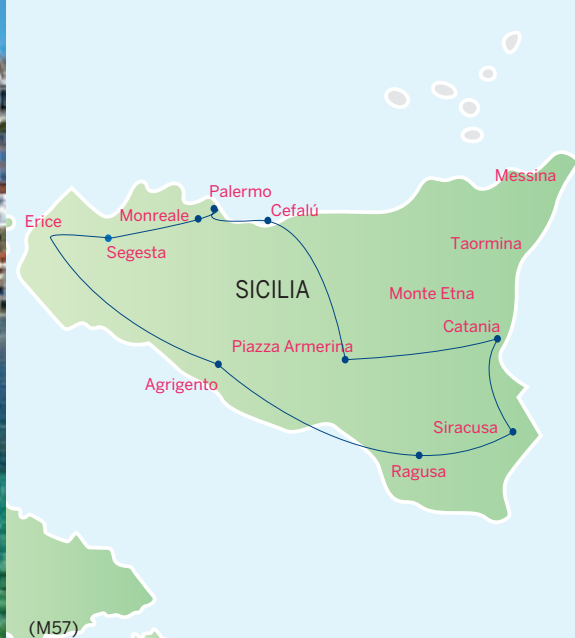 Messina
Palermo
Cefalú
Monreale
Erice
Segesta
Taormina
SICILIA
Monte Etna
Catania
Piazza Armerina
Agrigento
Siracusa
Ragusa
(M57)